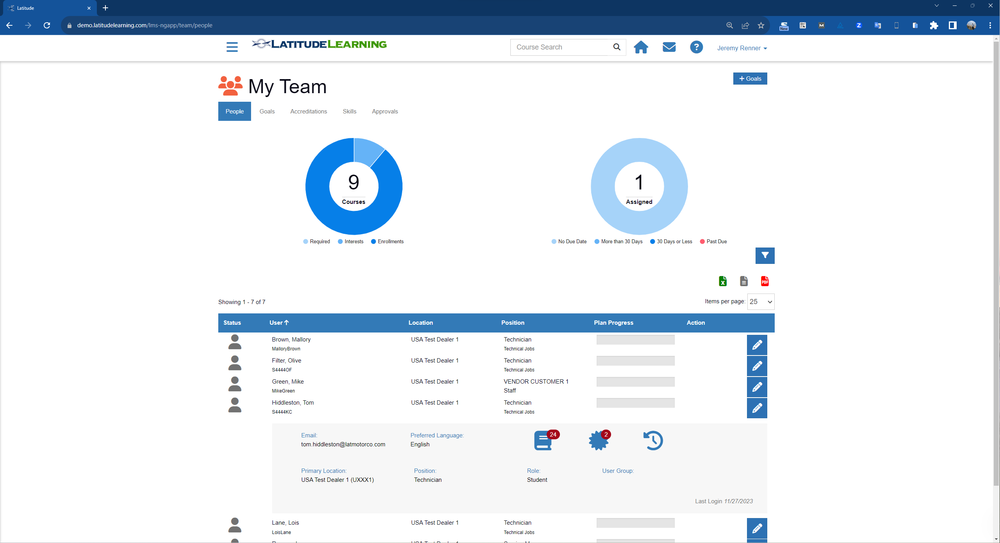 Latitude
demo.latitudelearning.com/lms-ngapp/team/people
New
LATITUDELEARNING
Course Search
Jeremy Renner
My Team
+ Goals
People Goals Accreditations Skills Approvals
9
Courses
1
Assigned
Required Interests Enrollments
No Due Date More than 30 Days 30 Days or Less Past Due
PDF
Showing 1 - 7 of 7
Items per page: 25
Status User Location Position Plan Progress Action
Brown, Mallory USA Test Dealer 1 Technician
MalloryBrown Technical Jobs
Filter, Olive USA Test Dealer 1 Technician
S4444OF Technical Jobs
Green, Mike USA Test Dealer 1 VENDOR CUSTOMER 1
MikeGreen Staff
Hiddleston, Tom USA Test Dealer 1 Technician
S4444KC Technical Jobs
Email: Preferred Language: 24 2
tom.hiddleston@latmotorco.com English
Primary Location: Position: Role: User Group:
USA Test Dealer 1 (UXXX1) Technician Student
Last Login 11/27/2023
Lane, Lois USA Test Dealer 1 Technician
LoisLane Technical Jobs